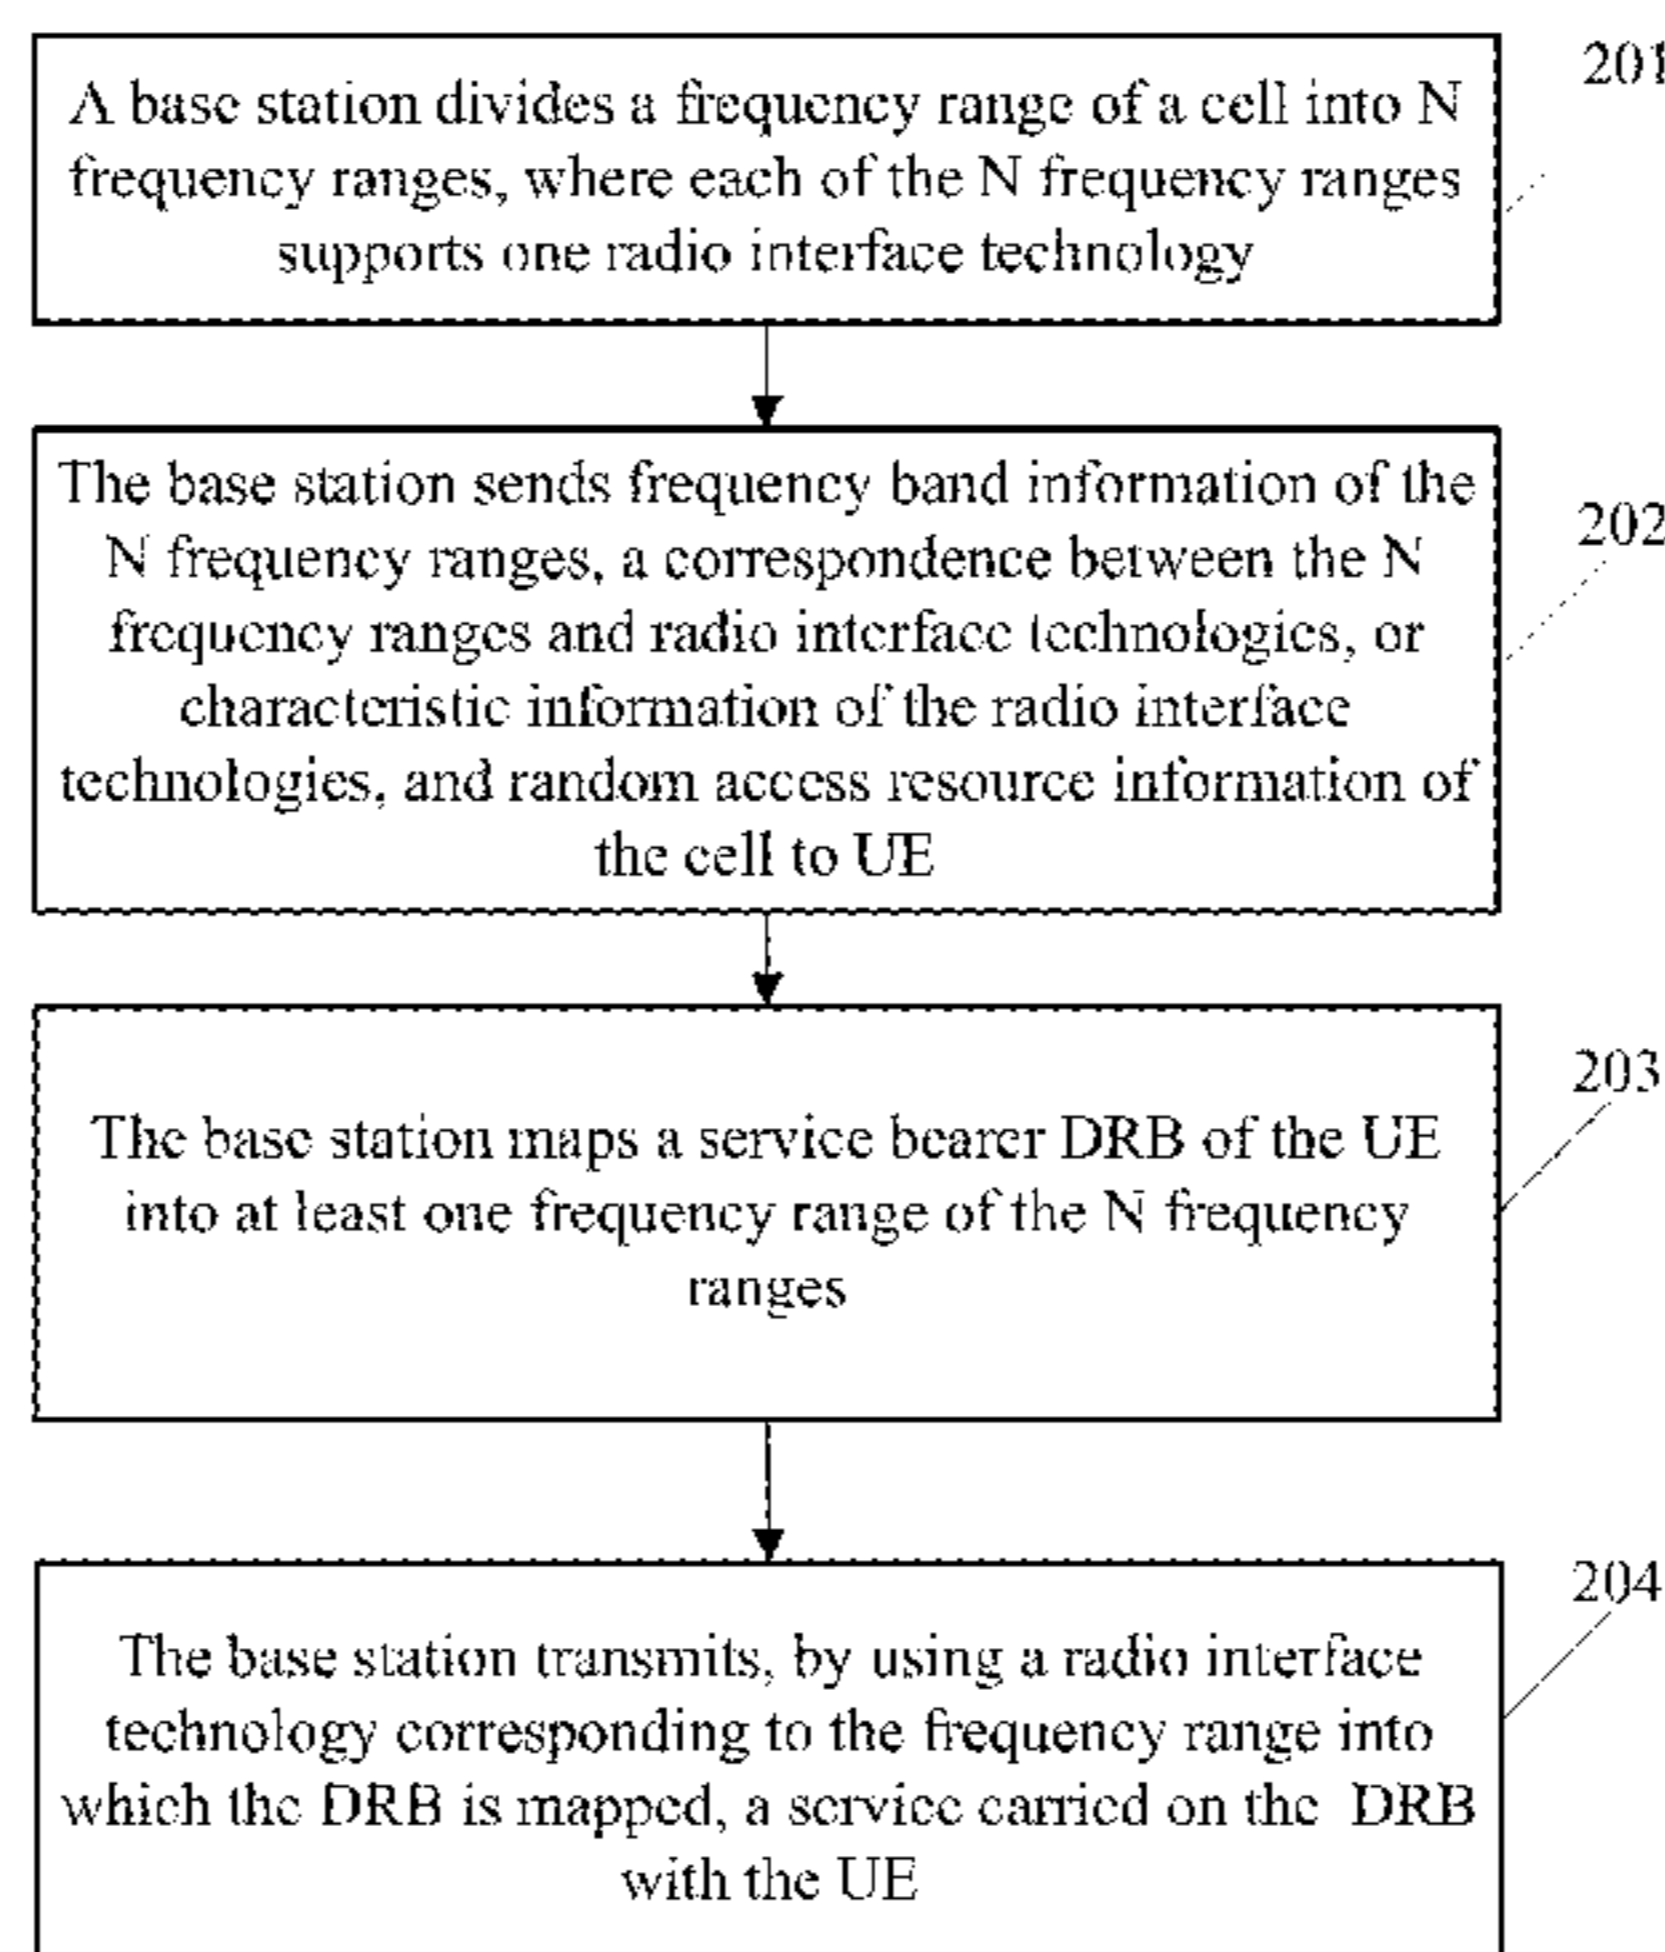 A base station divides a frequency range of a cell into N
frequency ranges, where each of the N frequency ranges
supports one radio interface technology
201
The base station sends frequency band information of the
N frequency ranges, a correspondence between the N
frequency ranges and radio interface technologies, or
characteristic information of the radio interface
technologies, and random access resource information of
the cell to UE
202
The base station maps a service bearer DRB of the UE
into at least one frequency range of the N frequency
ranges
203
The base station transmits, by using a radio interface
technology corresponding to the frequency range into
which the DRB is mapped, a service carried on the DRB
with the UE
204